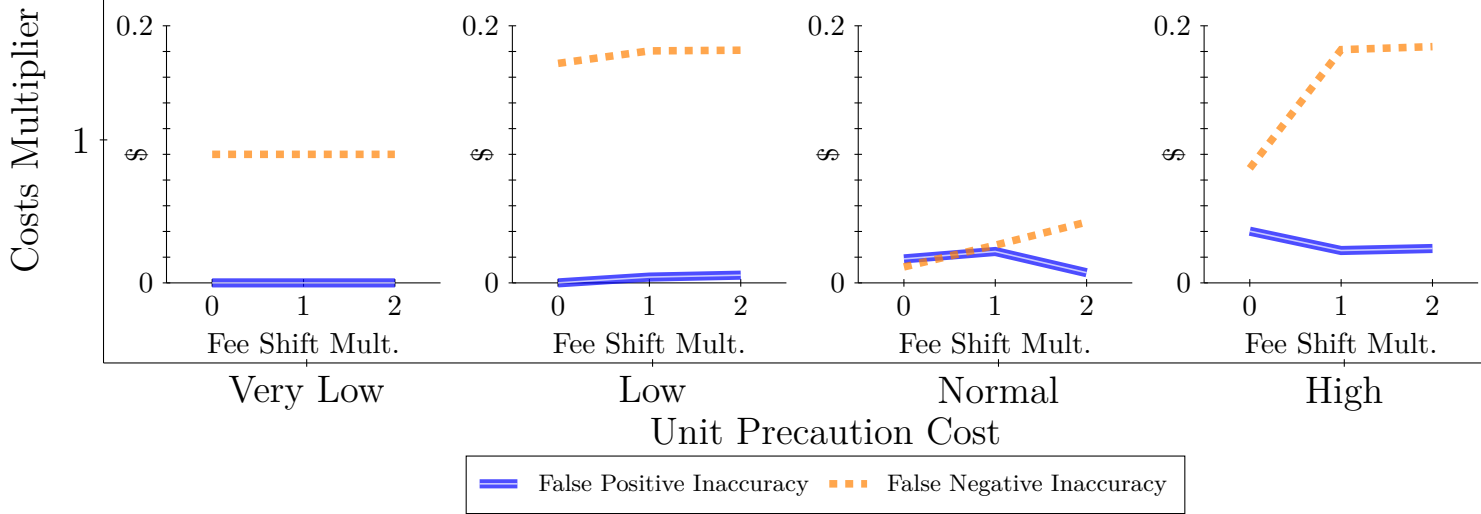 Costs Multiplier
1
0.2
$
0
0 1 2
Fee Shift Mult.
0.2
$
0
0 1 2
Fee Shift Mult.
0.2
$
0
0 1 2
Fee Shift Mult.
0.2
$
0
0 1 2
Fee Shift Mult.
Very Low
Low
Normal
High
Unit Precaution Cost
False Positive Inaccuracy
False Negative Inaccuracy